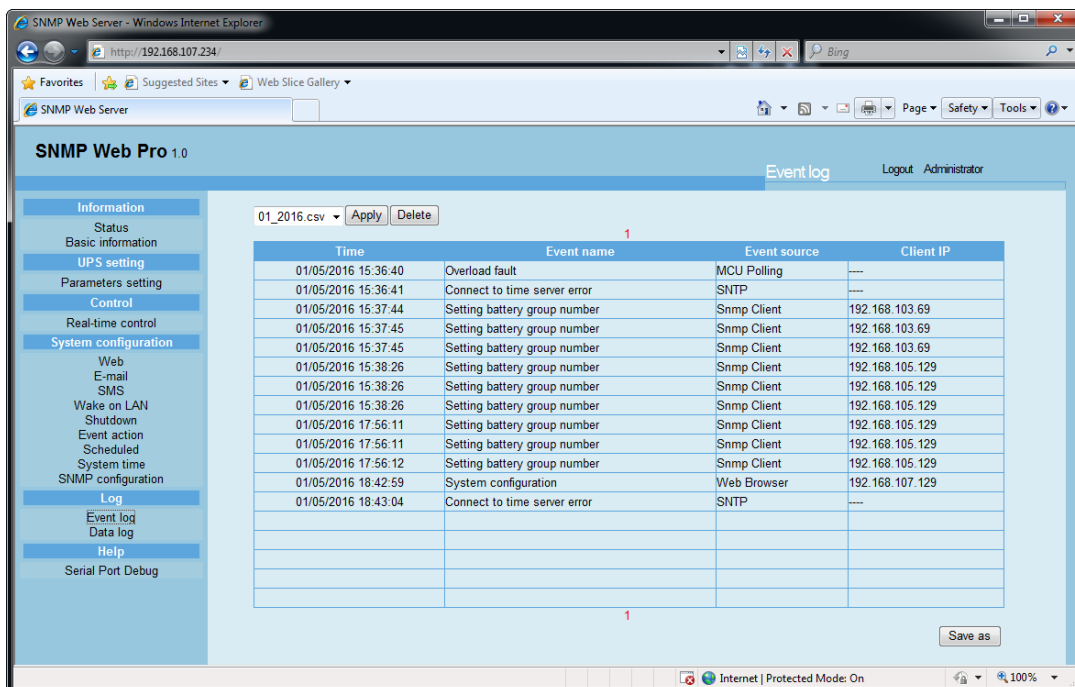 SNMP Web Server - Windows Internet Explorer
http://192.168.107.234/
Bing
Favorites Suggested Sites Web Slice Gallery
SNMP Web Server
Page Safety Tools
SNMP Web Pro 1.0
Event log Logout Administrator
Information
Status
Basic information
UPS setting
Parameters setting
Control
Real-time control
System configuration
Web
E-mail
SMS
Wake on LAN
Shutdown
Event action
Scheduled
System time
SNMP configuration
Log
Event log
Data log
Help
Serial Port Debug
01_2016.csv Apply Delete
1
Time Event name Event source Client IP
01/05/2016 15:36:40 Overload fault MCU Polling ----
01/05/2016 15:36:41 Connect to time server error SNTP ----
01/05/2016 15:37:44 Setting battery group number Snmp Client 192.168.103.69
01/05/2016 15:37:45 Setting battery group number Snmp Client 192.168.103.69
01/05/2016 15:37:45 Setting battery group number Snmp Client 192.168.103.69
01/05/2016 15:38:26 Setting battery group number Snmp Client 192.168.105.129
01/05/2016 15:38:26 Setting battery group number Snmp Client 192.168.105.129
01/05/2016 15:38:26 Setting battery group number Snmp Client 192.168.105.129
01/05/2016 17:56:11 Setting battery group number Snmp Client 192.168.105.129
01/05/2016 17:56:11 Setting battery group number Snmp Client 192.168.105.129
01/05/2016 17:56:12 Setting battery group number Snmp Client 192.168.105.129
01/05/2016 18:42:59 System configuration Web Browser 192.168.107.129
01/05/2016 18:43:04 Connect to time server error SNTP ----
1
Save as
Internet | Protected Mode: On 100%